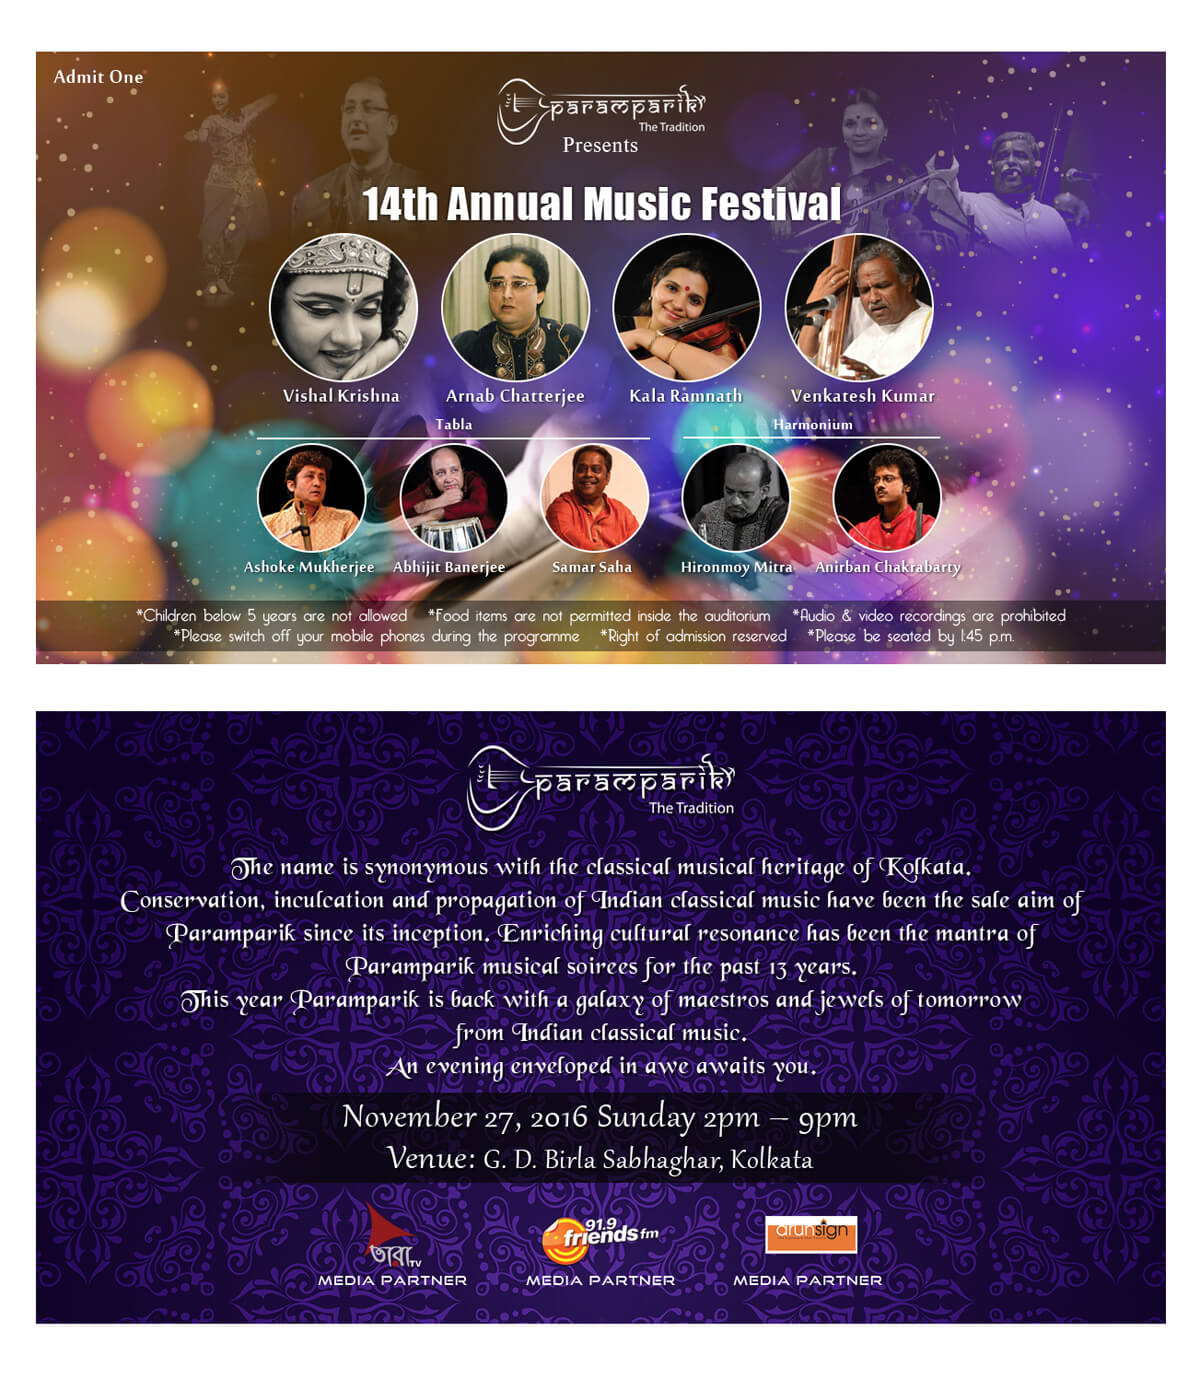 Admit One
paramparik
The Tradition
Presents
14th Annual Music Festival
Vishal Krishna Arnab Chatterjee Kala Ramnath Venkatesh Kumar
Tabla Harmonium
Ashoke Mukherjee Abhijit Banerjee Samar Saha Hironmoy Mitra Anirban Chakrabarty
*Children below 5 years are not allowed *Food items are not permitted inside the auditorium *Audio & video recordings are prohibited
*Please switch off your mobile phones during the programme *Right of admission reserved *Please be seated by 1:45 p.m.
paramparik
The Tradition
The name is synonymous with the classical musical heritage of Kolkata.
Conservation, inculcation and propagation of Indian classical music have been the sale aim of
Paramparik since its inception. Enriching cultural resonance has been the mantra of
Paramparik musical soirees for the past 13 years.
This year Paramparik is back with a galaxy of maestros and jewels of tomorrow
from Indian classical music.
An evening enveloped in awe awaits you.
November 27, 2016 Sunday 2pm – 9pm
Venue: G. D. Birla Sabhaghar, Kolkata
তারা TV
91.9
friends fm
arunsign
MEDIA PARTNER MEDIA PARTNER MEDIA PARTNER